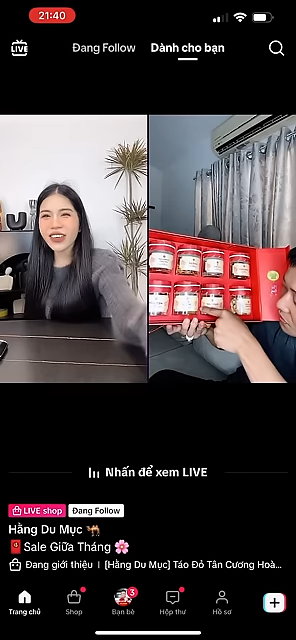 21:40
LIVE
Đang Follow
Dành cho bạn
Nhấn để xem LIVE
LIVE shop
Đang Follow
Hằng Du Mục 🐪
🧧Sale Giữa Tháng 🌸
Đang giới thiệu | [Hằng Du Mục] Táo Đỏ Tân Cương Hoà...
3
Trang chủ
Shop
Bạn bè
Hộp thư
Hồ sơ